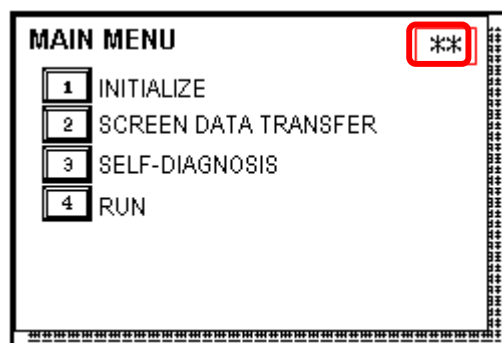 MAIN MENU **
1 INITIALIZE
2 SCREEN DATA TRANSFER
3 SELF-DIAGNOSIS
4 RUN